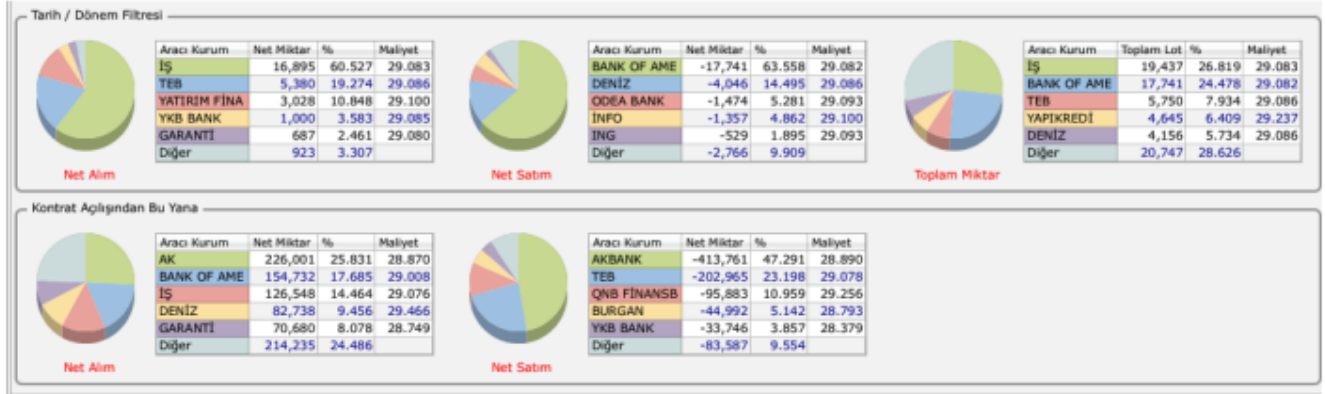 Tarih / Dönem Filtresi
Aracı Kurum Net Miktar % Maliyet
İŞ 16,895 60.527 29.083
TEB 5,380 19.274 29.086
YATIRIM FİNA 3,028 10.848 29.100
YKB BANK 1,000 3.583 29.085
GARANTİ 687 2.461 29.080
Diğer 923 3.307
Net Alım
Aracı Kurum Net Miktar % Maliyet
BANK OF AME -17,741 63.558 29.082
DENİZ -4,046 14.495 29.086
ODEA BANK -1,474 5.281 29.093
İNFO -1,357 4.862 29.100
ING -529 1.895 29.093
Diğer -2,766 9.909
Net Satım
Aracı Kurum Toplam Lot % Maliyet
İŞ 19,437 26.819 29.083
BANK OF AME 17,741 24.478 29.082
TEB 5,750 7.934 29.086
YAPIKREDİ 4,645 6.409 29.237
DENİZ 4,156 5.734 29.086
Diğer 20,747 28.626
Toplam Miktar
Kontrat Açılışından Bu Yana
Aracı Kurum Net Miktar % Maliyet
AK 226,001 25.831 28.870
BANK OF AME 154,732 17.685 29.008
İŞ 126,548 14.464 29.076
DENİZ 82,738 9.456 29.466
GARANTİ 70,680 8.078 28.749
Diğer 214,235 24.486
Net Alım
Aracı Kurum Net Miktar % Maliyet
AKBANK -413,761 47.291 28.890
TEB -202,965 23.198 29.078
QNB FİNANSB -95,883 10.959 29.256
BURGAN -44,992 5.142 28.793
YKB BANK -33,746 3.857 28.379
Diğer -83,587 9.554
Net Satım